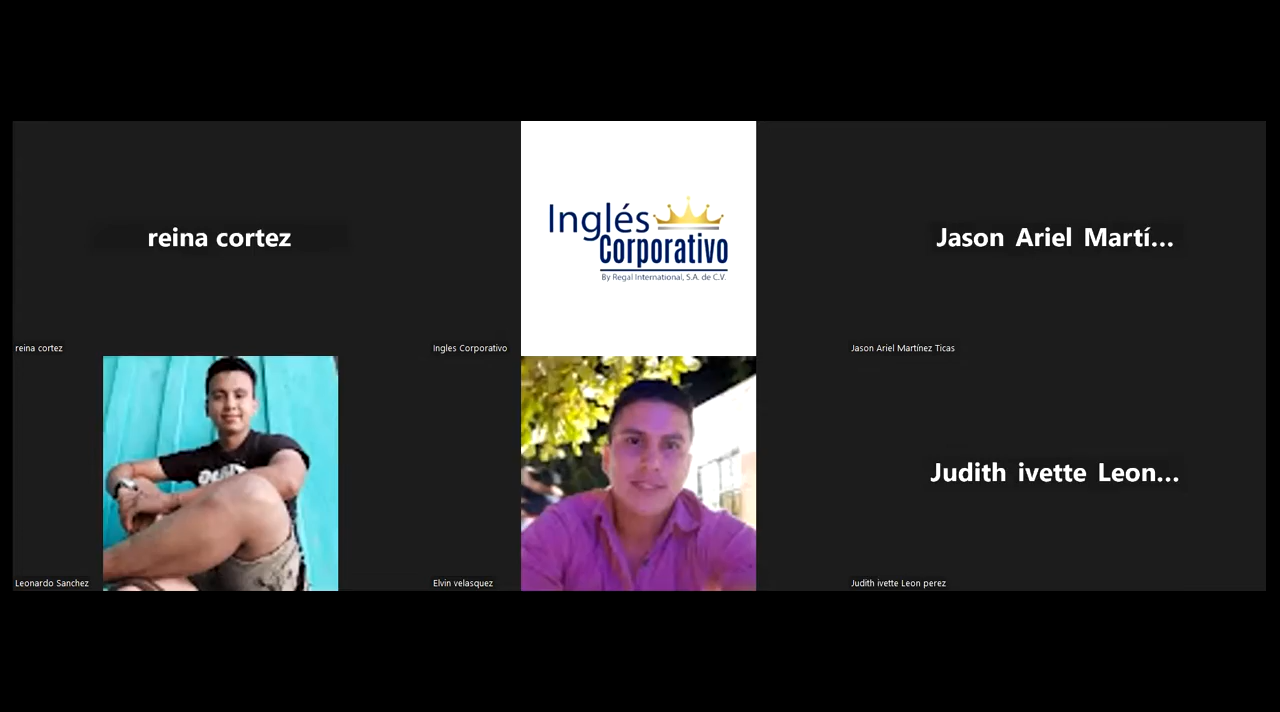 reina cortez
Inglés
Corporativo
By Regal International, S.A. de C.V.
Jason Ariel Martí...
reina cortez
Ingles Corporativo
Jason Ariel Martínez Ticas
Judith ivette Leon...
Leonardo Sanchez
Elvin velasquez
Judith ivette Leon perez